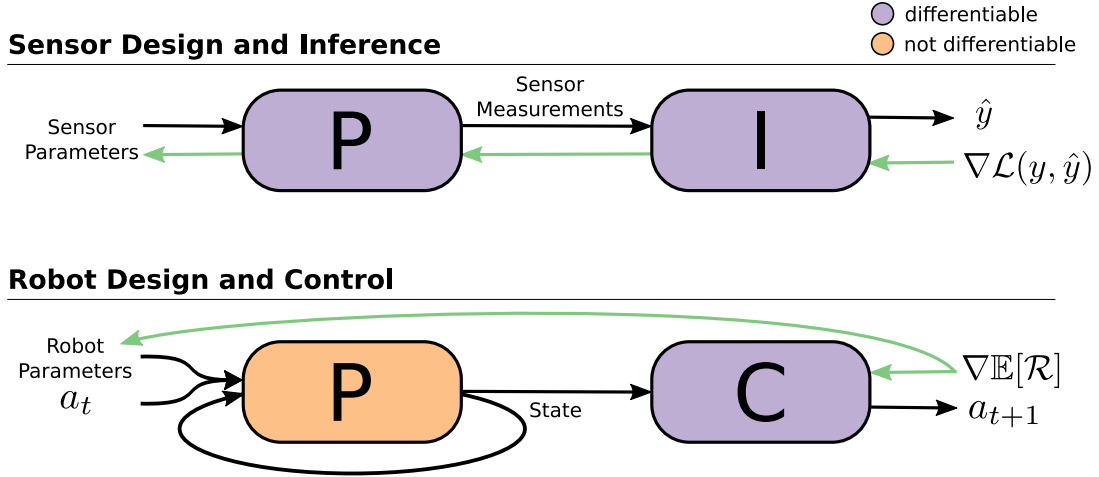 differentiable
not differentiable
Sensor Design and Inference
Sensor
Parameters
P
Sensor
Measurements
I
ŷ
∇ℒ(y, ŷ)
Robot Design and Control
Robot
Parameters
a_t
P
State
C
∇𝔼[ℛ]
a_{t+1}